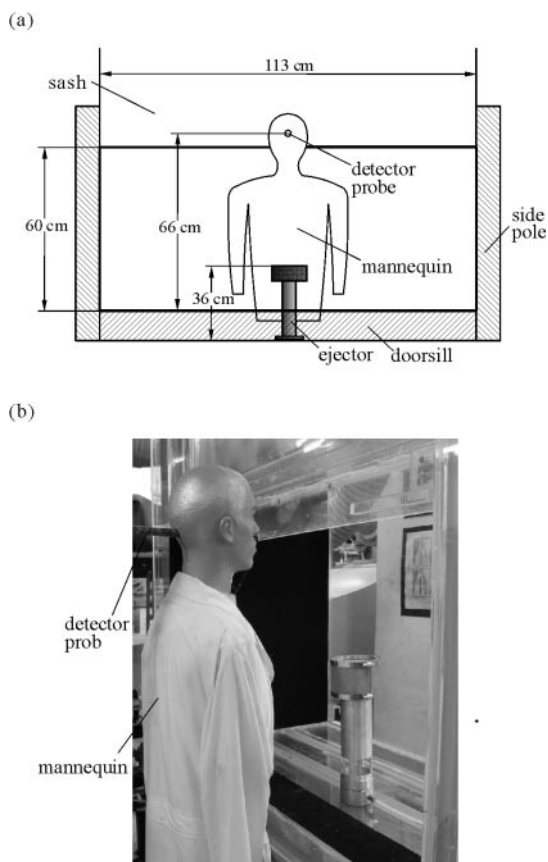 (a)
113 cm
sash
detector
probe
side
pole
60 cm
66 cm
mannequin
36 cm
ejector
doorsill
(b)
detector
prob
mannequin